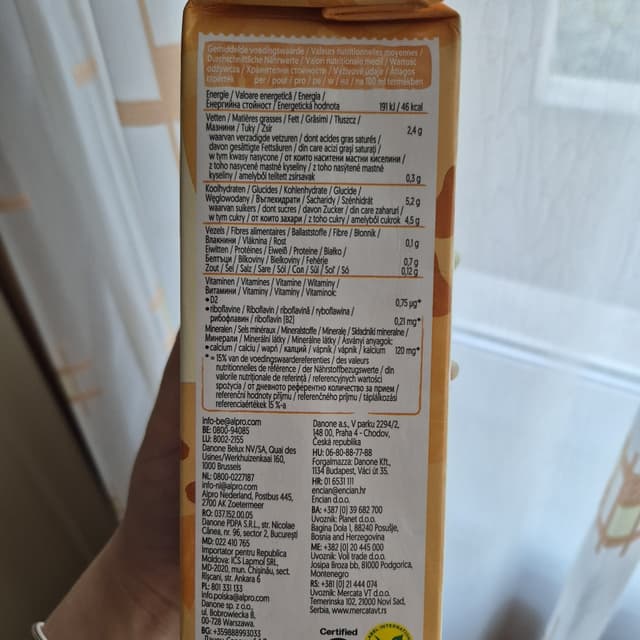 Gemiddelde voedingswaarde / Valeurs nutritionnelles moyennes /
Durchschnittliche Nährwerte / Valori nutriționale medii / Wartość
odżywcza / Хранителни стойности / Výživové údaje / Átlagos
tápérték / per / pour / pro / pe / w / на / na / 100 ml termékben
Energie / Valoare energetică / Energia /
Енергийна стойност / Energetická hodnota 191 kJ / 46 kcal
Vetten / Matières grasses / Fett / Grăsimi / Tłuszcz /
Мазнини / Tuky / Zsír 2,4 g
waarvan verzadigde vetzuren / dont acides gras saturés /
davon gesättigte Fettsäuren / din care acizi grași saturați /
w tym kwasy nasycone / от които наситени мастни киселини /
z toho nasycené mastné kyseliny / z toho nasýtené mastné
kyseliny / amelyből telített zsírsavak 0,3 g
Koolhydraten / Glucides / Kohlenhydrate / Glucide /
Węglowodany / Въглехидрати / Sacharidy / Szénhidrát 5,2 g
waarvan suikers / dont sucres / davon Zucker / din care zaharuri /
w tym cukry / от които захари / z toho cukry / amelyből cukrok 4,5 g
Vezels / Fibres alimentaires / Ballaststoffe / Fibre / Błonnik /
Влакнини / Vláknina / Rost 0,1 g
Eiwitten / Protéines / Eiweiß / Proteine / Białko /
Белтъци / Bílkoviny / Bielkoviny / Fehérje 0,7 g
Zout / Sel / Salz / Sare / Sól / Сол / Sůl / Soľ / Só 0,12 g
Vitaminen / Vitamines / Vitamine / Witaminy /
Витамини / Vitaminy / Vitamíny / Vitaminok:
•D2 0,75 µg*
•riboflavine / Riboflavin / riboflavină / ryboflawina /
рибофлавин / riboflavin (B2) 0,21 mg*
Mineralen / Sels minéraux / Mineralstoffe / Minerale / Składniki mineralne /
Минерали / Minerální látky / Minerálne látky / Ásványi anyagok:
•calcium / calciu / wapń / калций / vápník / vápnik / kalcium 120 mg*
* = 15% van de voedingswaardereferenties / des valeurs
nutritionnelles de référence / der Nährstoffbezugswerte / din
valorile nutriționale de referință / referencyjnych wartości
spożycia / от дневното референтно количество за прием /
referenční hodnoty příjmu / referenčného príjmu / táplálkozási
referenciaértékek 15 %-a
info-be@alpro.com
BE: 0800-94085
LU: 8002-2155
Danone Belux NV/SA, Quai des
Usines/Werkhuizenkaai 160,
1000 Brussels
NL: 0800-0227187
info-nl@alpro.com
Alpro Nederland, Postbus 445,
2700 AK Zoetermeer
RO: 037.152.00.05
Danone PDPA S.R.L., str. Nicolae
Cânea, nr. 96, sector 2, București
MD: 022 410 765
Importator pentru Republica
Moldova: ICS Lapmol SRL,
MD-2020, mun. Chișinău, sect.
Rîșcani, str. Ankara 6
PL: 801 331 133
Info.polska@alpro.com
Danone sp. z o.o.,
ul. Bobrowiecka 8,
00-728 Warszawa.
BG: +359888993033
Danone a.s., V parku 2294/2,
148 00, Praha 4 - Chodov,
Česká republika
HU: 06-80-88-77-88
Forgalmazza: Danone Kft.,
1134 Budapest, Váci út 35.
HR: 01 6531 111
encian@encian.hr
Encian d.o.o.
BA: +387 (0) 39 682 700
Uvoznik: Planet d.o.o.
Bagina Dola 1, 88240 Posušje,
Bosnia and Herzegovina
ME: +382 (0) 20 445 000
Uvoznik: Voli trade d.o.o.
Josipa Broza bb, 81000 Podgorica,
Montenegro
RS: +381 (0) 21 444 074
Uvoznik: Mercata VT d.o.o.
Temerinska 102, 21000 Novi Sad,
Serbia, www.mercatavt.rs
Certified